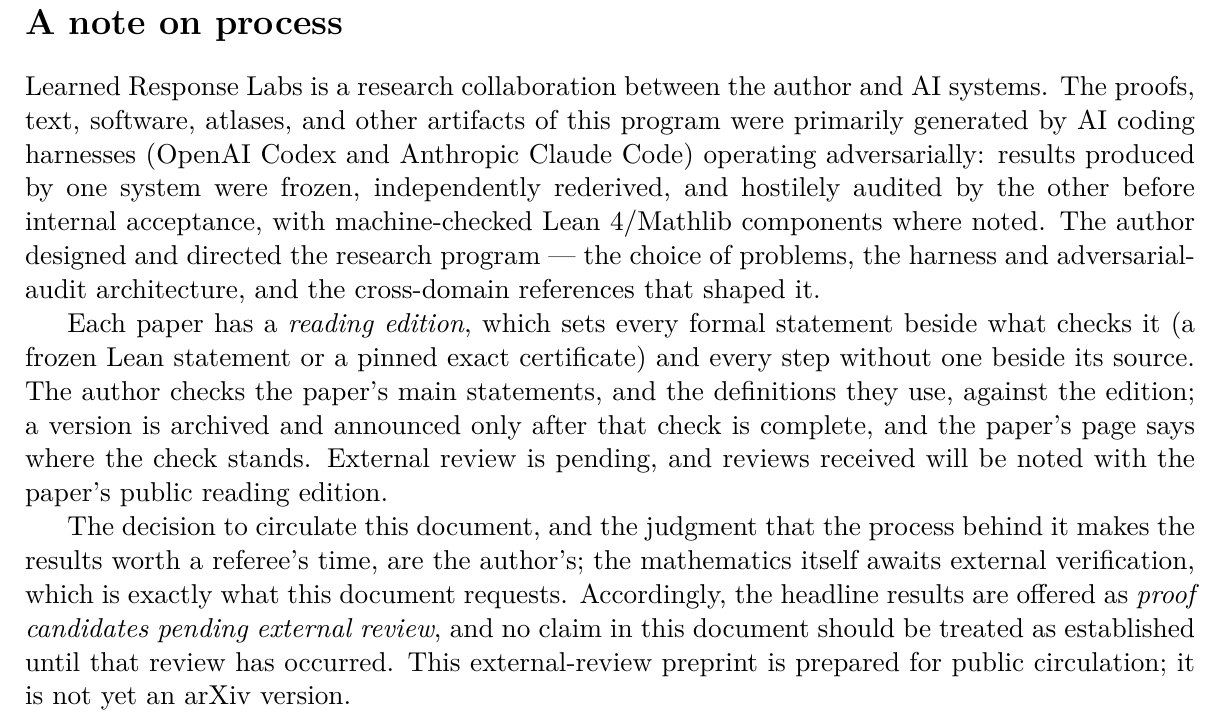 A note on process
Learned Response Labs is a research collaboration between the author and AI systems. The proofs,
text, software, atlases, and other artifacts of this program were primarily generated by AI coding
harnesses (OpenAI Codex and Anthropic Claude Code) operating adversarially: results produced
by one system were frozen, independently rederived, and hostilely audited by the other before
internal acceptance, with machine-checked Lean 4/Mathlib components where noted. The author
designed and directed the research program — the choice of problems, the harness and adversarial-
audit architecture, and the cross-domain references that shaped it.
Each paper has a reading edition, which sets every formal statement beside what checks it (a
frozen Lean statement or a pinned exact certificate) and every step without one beside its source.
The author checks the paper's main statements, and the definitions they use, against the edition;
a version is archived and announced only after that check is complete, and the paper's page says
where the check stands. External review is pending, and reviews received will be noted with the
paper's public reading edition.
The decision to circulate this document, and the judgment that the process behind it makes the
results worth a referee's time, are the author's; the mathematics itself awaits external verification,
which is exactly what this document requests. Accordingly, the headline results are offered as proof
candidates pending external review, and no claim in this document should be treated as established
until that review has occurred. This external-review preprint is prepared for public circulation; it
is not yet an arXiv version.